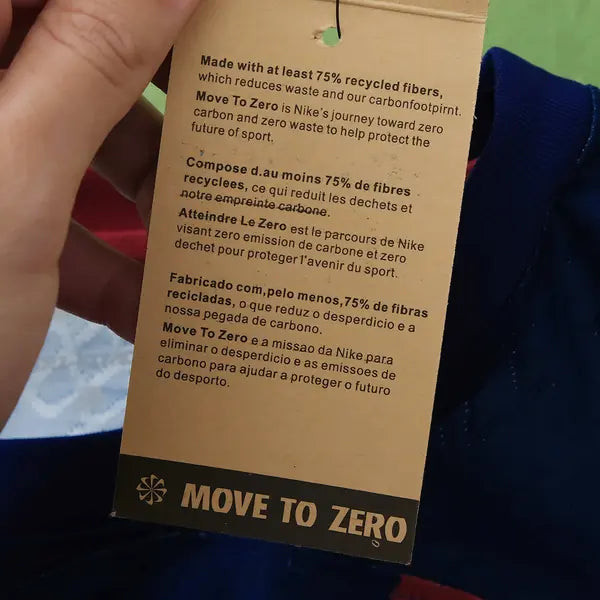 Made with at least 75% recycled fibers,
which reduces waste and our carbonfootpirnt.
Move To Zero is Nike's journey toward zero
carbon and zero waste to help protect the
future of sport.
Compose d.au moins 75% de fibres
recyclees, ce qui reduit les dechets et
notre empreinte carbone.
Atteindre Le Zero est le parcours de Nike
visant zero emission de carbone et zero
dechet pour proteger l'avenir du sport.
Fabricado com,pelo menos,75% de fibras
recicladas, o que reduz o desperdicio e a
nossa pegada de carbono.
Move To Zero e a missao da Nike.para
eliminar o desperdicio e as emissoes de
carbono para ajudar a proteger o futuro
do desporto.
MOVE TO ZERO